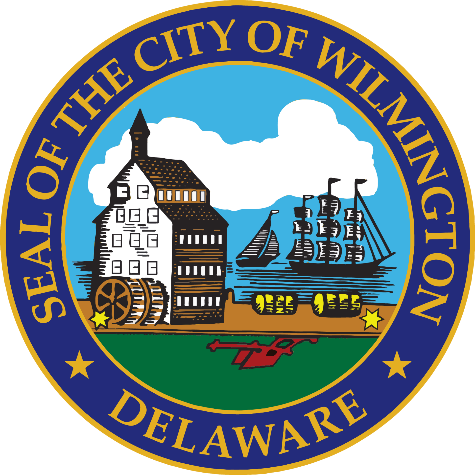 SEAL OF THE CITY OF WILMINGTON
DELAWARE